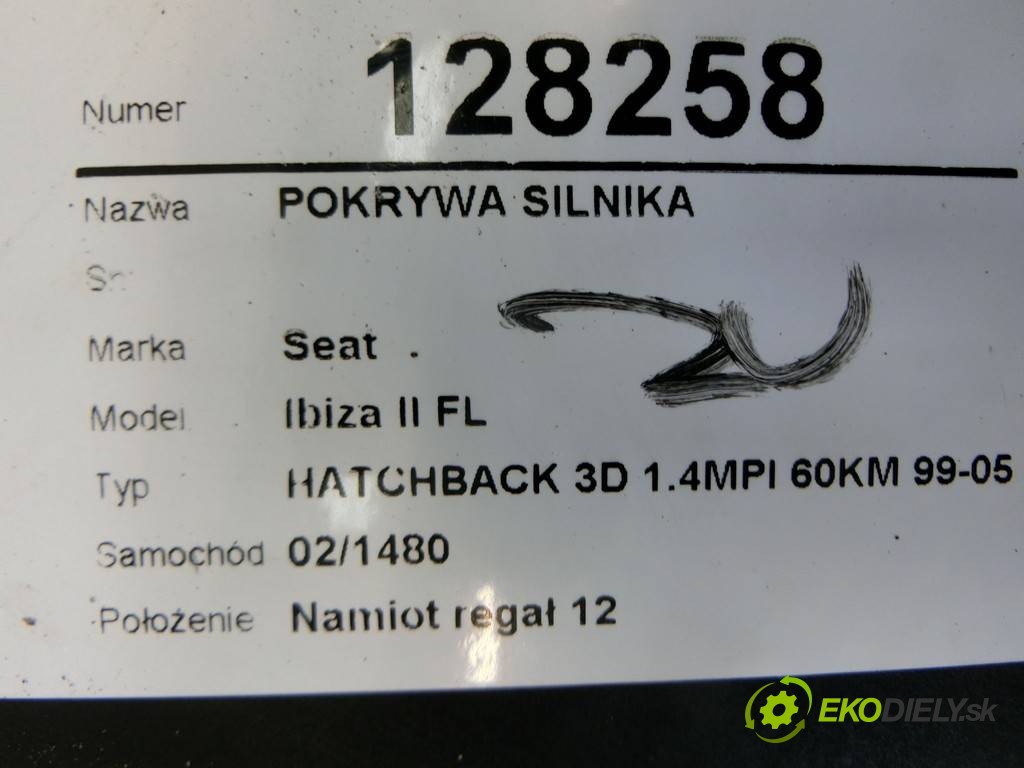 Numer 128258
Nazwa POKRYWA SILNIKA
Marka Seat .
Model Ibiza II FL
Typ HATCHBACK 3D 1.4MPI 60KM 99-05
Samochód 02/1480
Położenie Namiot regał 12
EKODIELY.sk